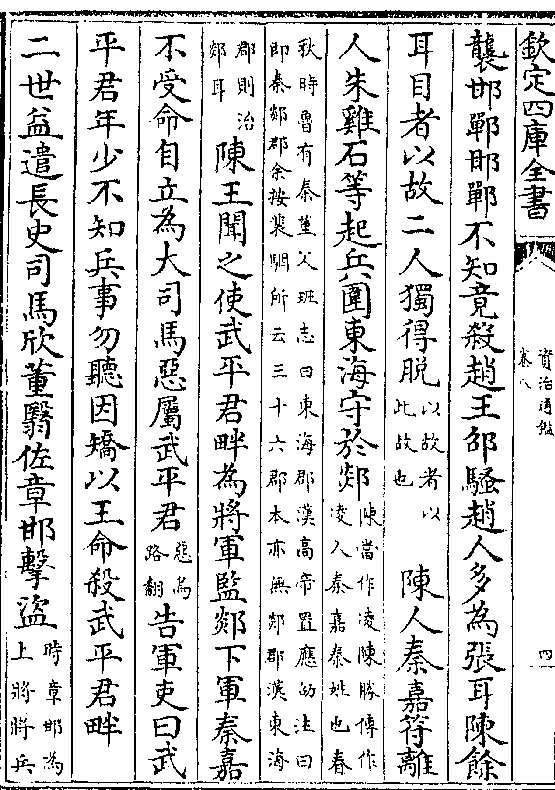 欽定四庫全書
資治通鑑
卷八
四
襲邯鄲邯鄲不知竟殺趙王邵騷趙人多為張耳陳餘
耳目者以故二人獨得脱
以故者以
此故也
陳人秦嘉符離
人朱雞石等起兵圍東海守於郯
陳當作凌陳勝傳作
凌人秦嘉秦姓也春
秋時魯有秦堇父班志曰東海郡漢高帝置應劭注曰
即秦郯郡余按裴駰所云三十六郡本亦無郯郡漢東海
郡則治
郯耳
陳王聞之使武平君畔為將軍監郯下軍秦嘉
不受命自立為大司馬惡屬武平君
惡烏
路翻
告軍吏曰武
平君年少不知兵事勿聽因矯以王命殺武平君畔
二世益遣長史司馬欣董翳佐章邯擊盜
時章邯為
上將將兵